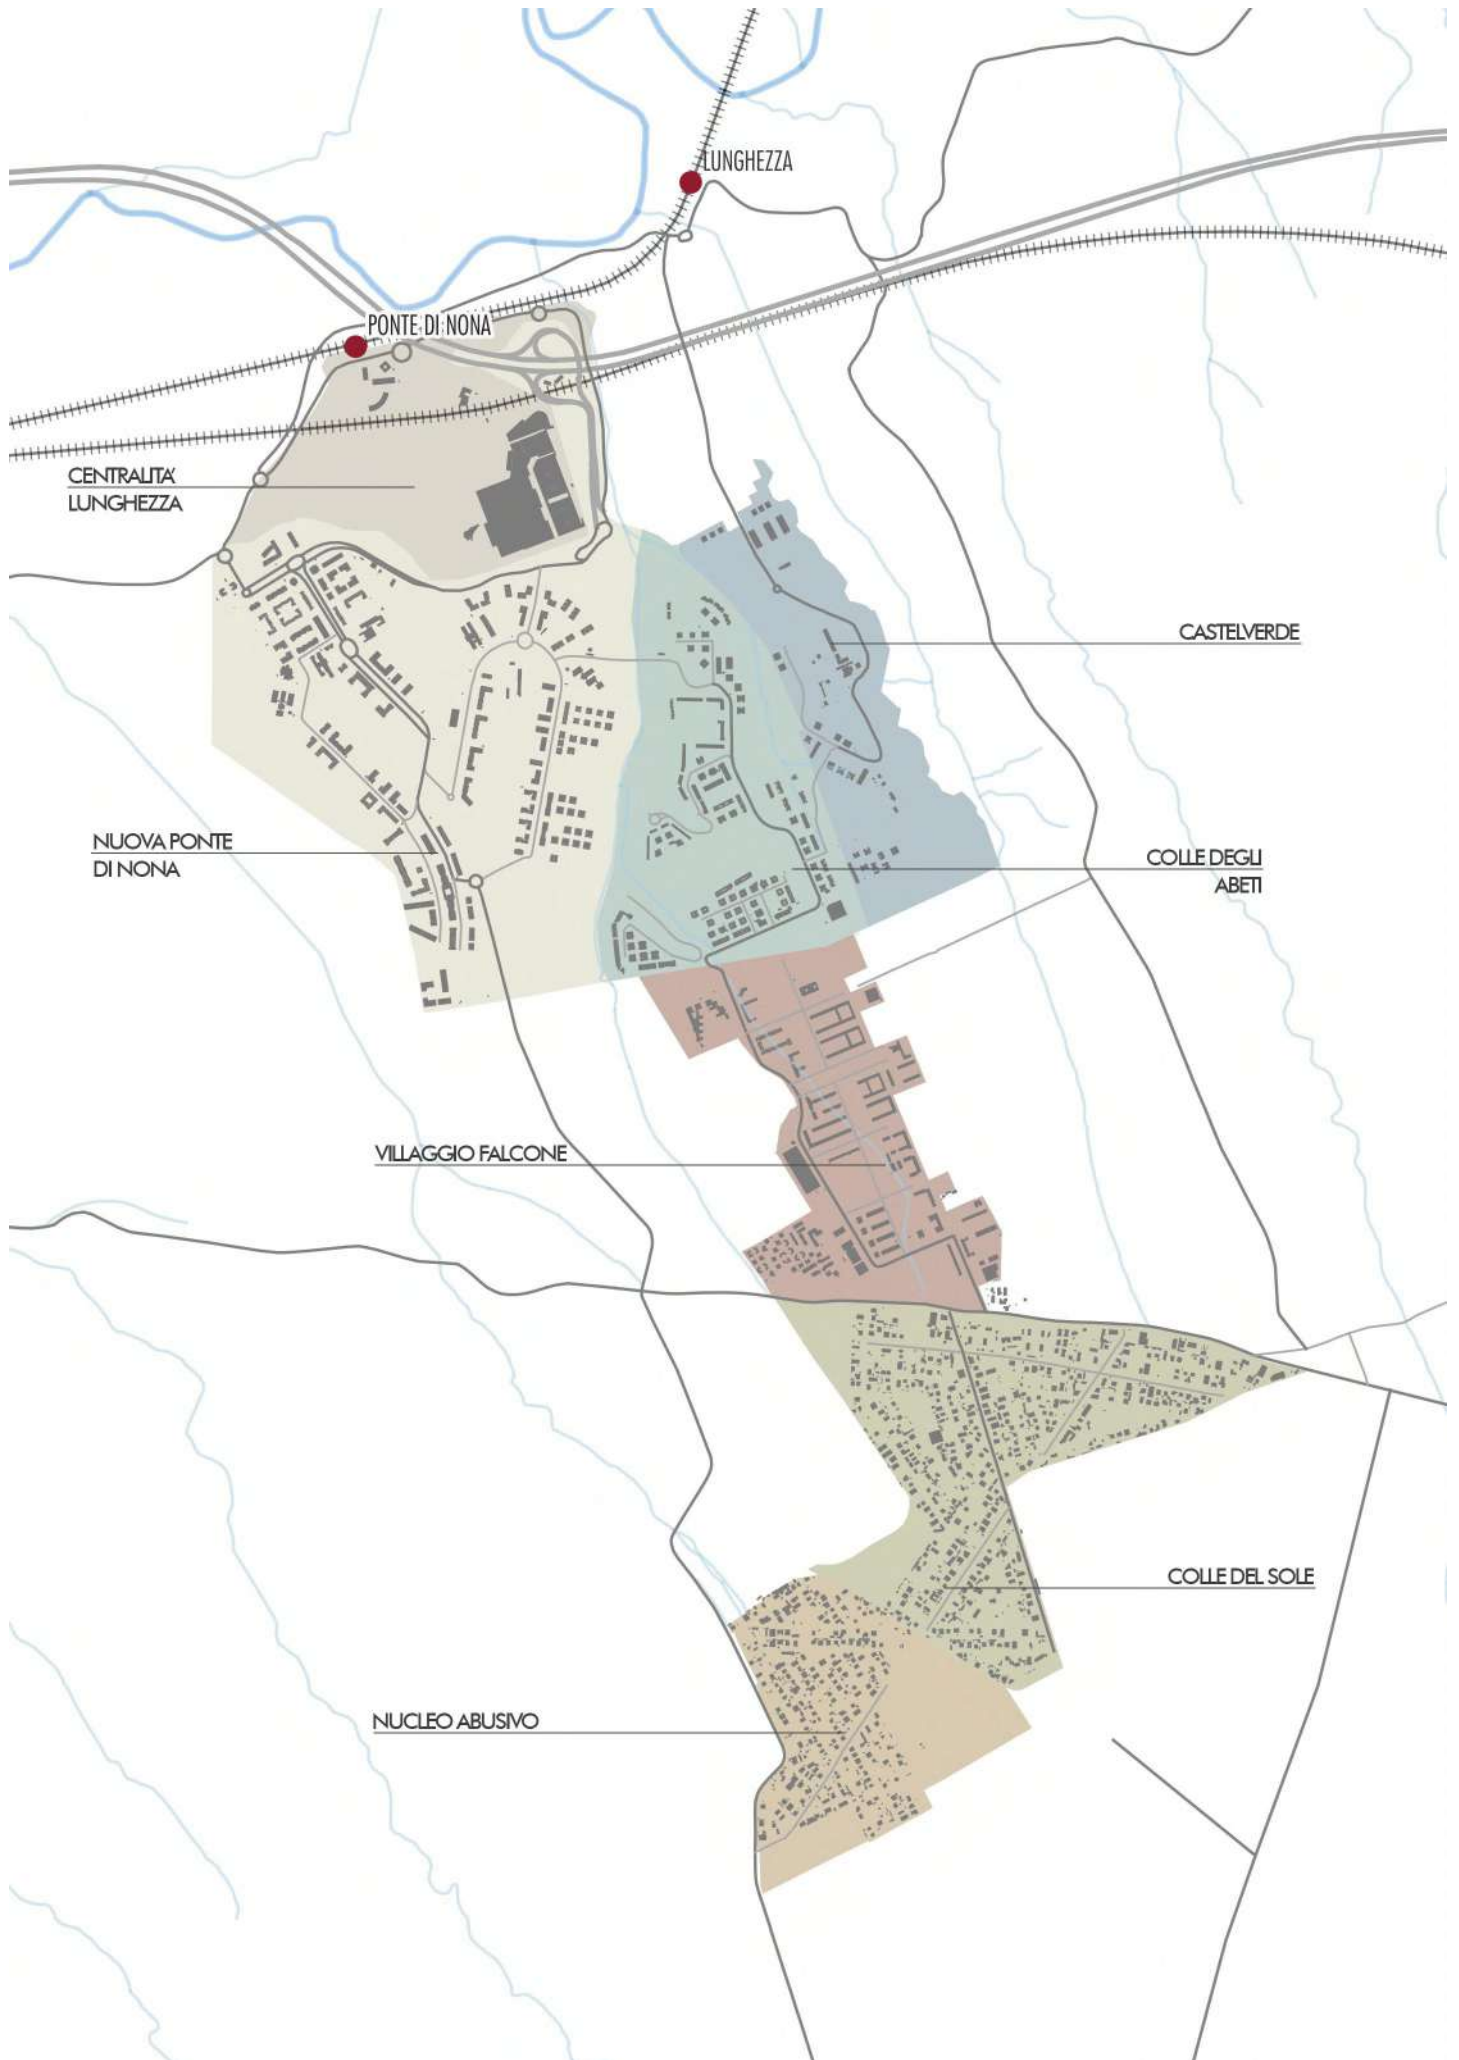 LUNGHEZZA
PONTE DI NONA
CENTRALITA'
LUNGHEZZA
CASTELVERDE
NUOVA PONTE
DI NONA
COLLE DEGLI
ABETI
VILLAGGIO FALCONE
COLLE DEL SOLE
NUCLEO ABUSIVO